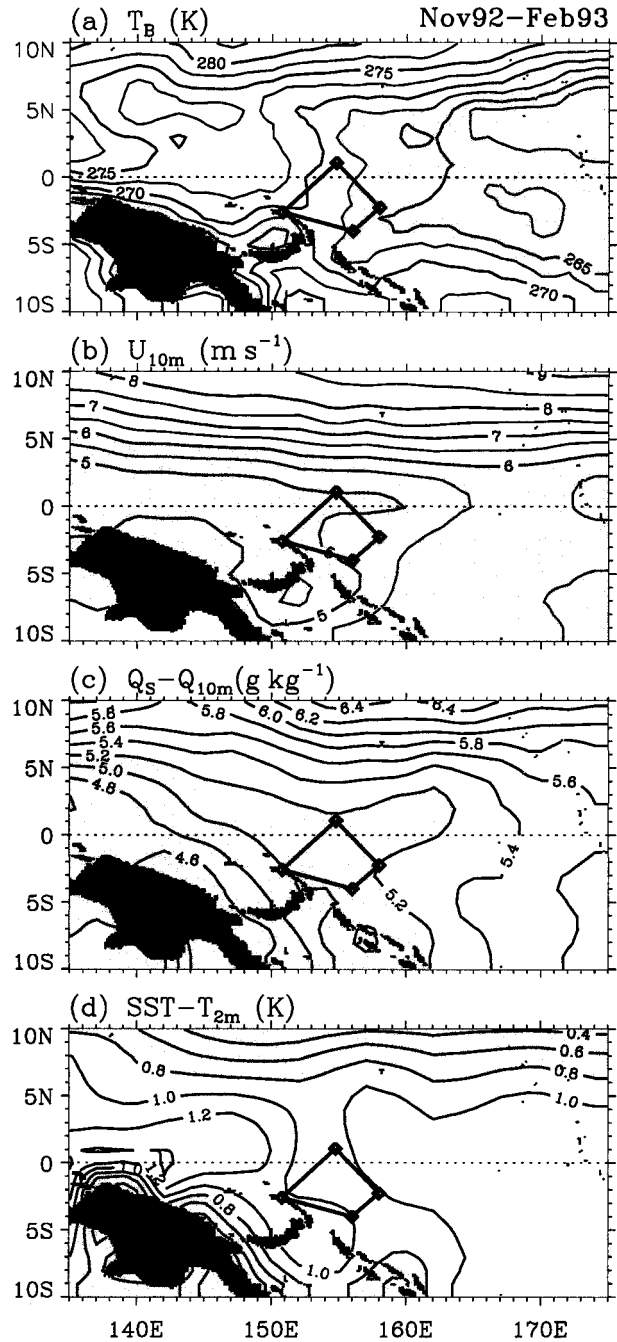 (a) T_B (K) Nov92-Feb93
10N
280 275
5N
275
0
270
5S
265
270
10S
(b) U_10m (m s^-1)
10N
8 9
7 8
5N 6 7
5 6
0
5S
5
10S
(c) Q_S-Q_10m(g kg^-1)
10N
5.8 5.8 6.0 6.2 6.4 6.4
5.6
5.4 5.8
5N 5.2 5.6
5.0
4.8
0
4.6 5.4
5S 5.2
10S
(d) SST-T_2m (K)
10N
0.4
0.8 0.6
5N 1.0 1.0
1.2
0
1.0
0.8
5S
1.0
10S
140E 150E 160E 170E